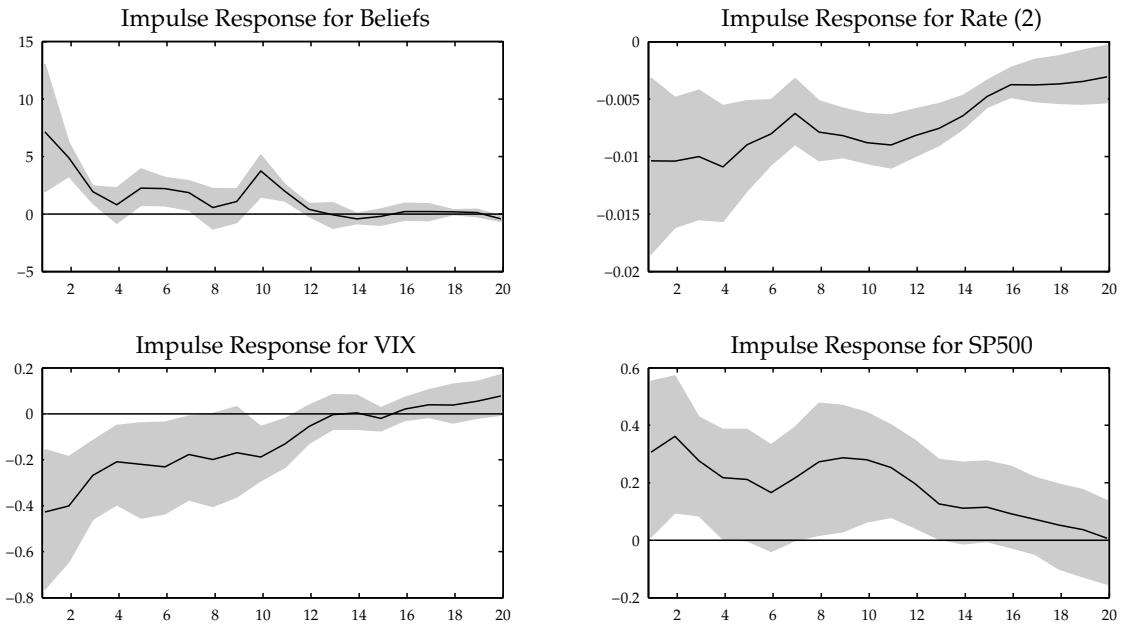 Impulse Response for Beliefs
15
10
5
0
−5
2 4 6 8 10 12 14 16 18 20
Impulse Response for Rate (2)
0
−0.005
−0.01
−0.015
−0.02
2 4 6 8 10 12 14 16 18 20
Impulse Response for VIX
0.2
0
−0.2
−0.4
−0.6
−0.8
2 4 6 8 10 12 14 16 18 20
Impulse Response for SP500
0.6
0.4
0.2
0
−0.2
2 4 6 8 10 12 14 16 18 20